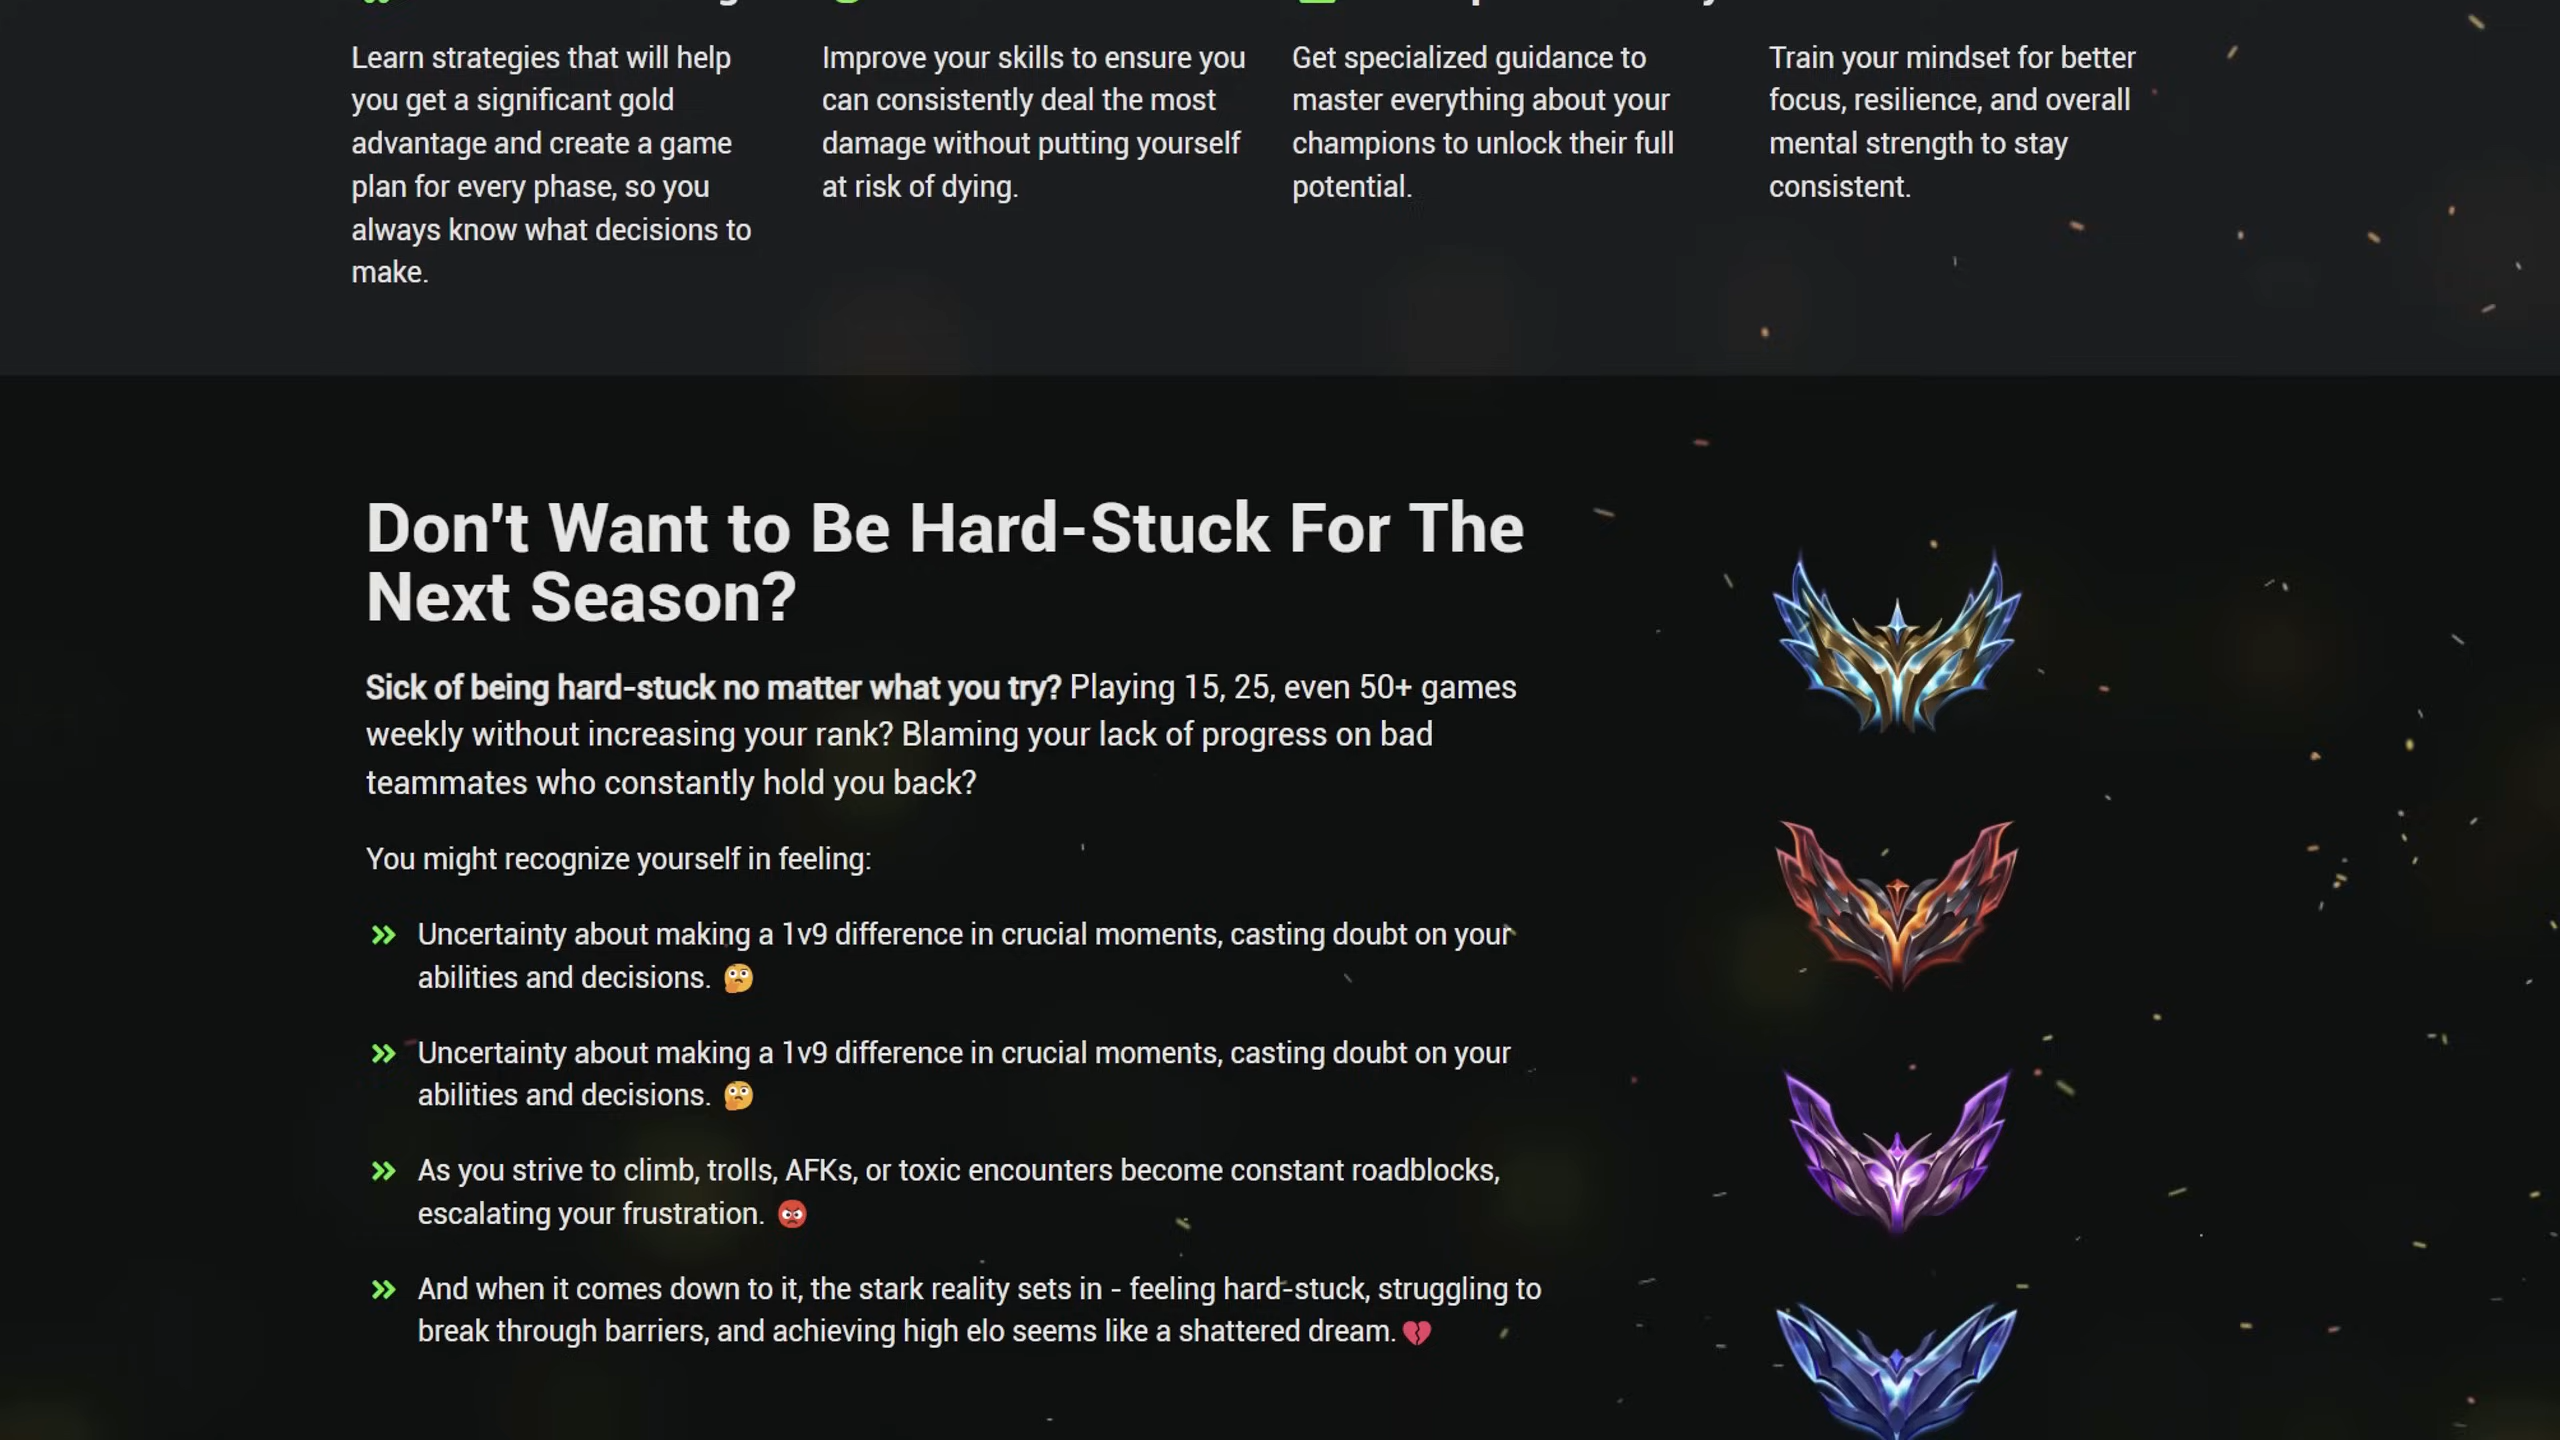 Learn strategies that will help
you get a significant gold
advantage and create a game
plan for every phase, so you
always know what decisions to
make.
Improve your skills to ensure you
can consistently deal the most
damage without putting yourself
at risk of dying.
Get specialized guidance to
master everything about your
champions to unlock their full
potential.
Train your mindset for better
focus, resilience, and overall
mental strength to stay
consistent.
Don't Want to Be Hard-Stuck For The
Next Season?
Sick of being hard-stuck no matter what you try? Playing 15, 25, even 50+ games
weekly without increasing your rank? Blaming your lack of progress on bad
teammates who constantly hold you back?
You might recognize yourself in feeling:
Uncertainty about making a 1v9 difference in crucial moments, casting doubt on your
abilities and decisions. 🤔
Uncertainty about making a 1v9 difference in crucial moments, casting doubt on your
abilities and decisions. 🤔
As you strive to climb, trolls, AFKs, or toxic encounters become constant roadblocks,
escalating your frustration. 😡
And when it comes down to it, the stark reality sets in - feeling hard-stuck, struggling to
break through barriers, and achieving high elo seems like a shattered dream. 💔